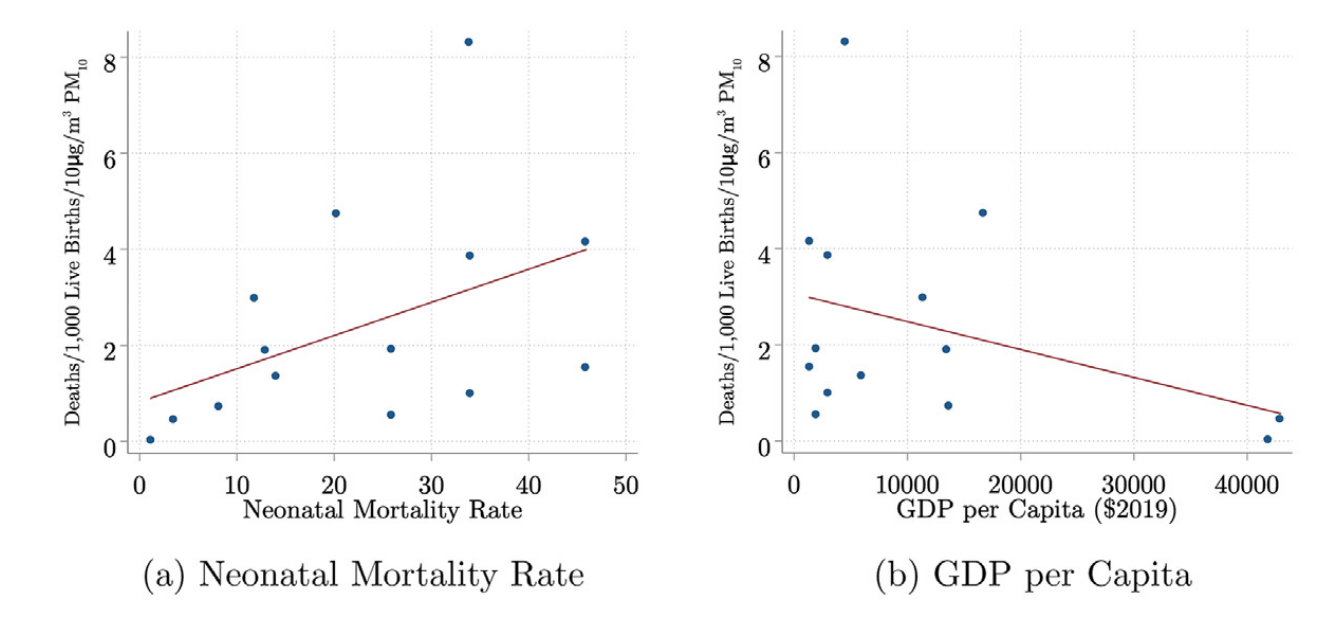 Deaths/1,000 Live Births/10μg/m³ PM₁₀
8
6
4
2
0
0 10 20 30 40 50
Neonatal Mortality Rate
(a) Neonatal Mortality Rate
Deaths/1,000 Live Births/10μg/m³ PM₁₀
8
6
4
2
0
0 10000 20000 30000 40000
GDP per Capita ($2019)
(b) GDP per Capita